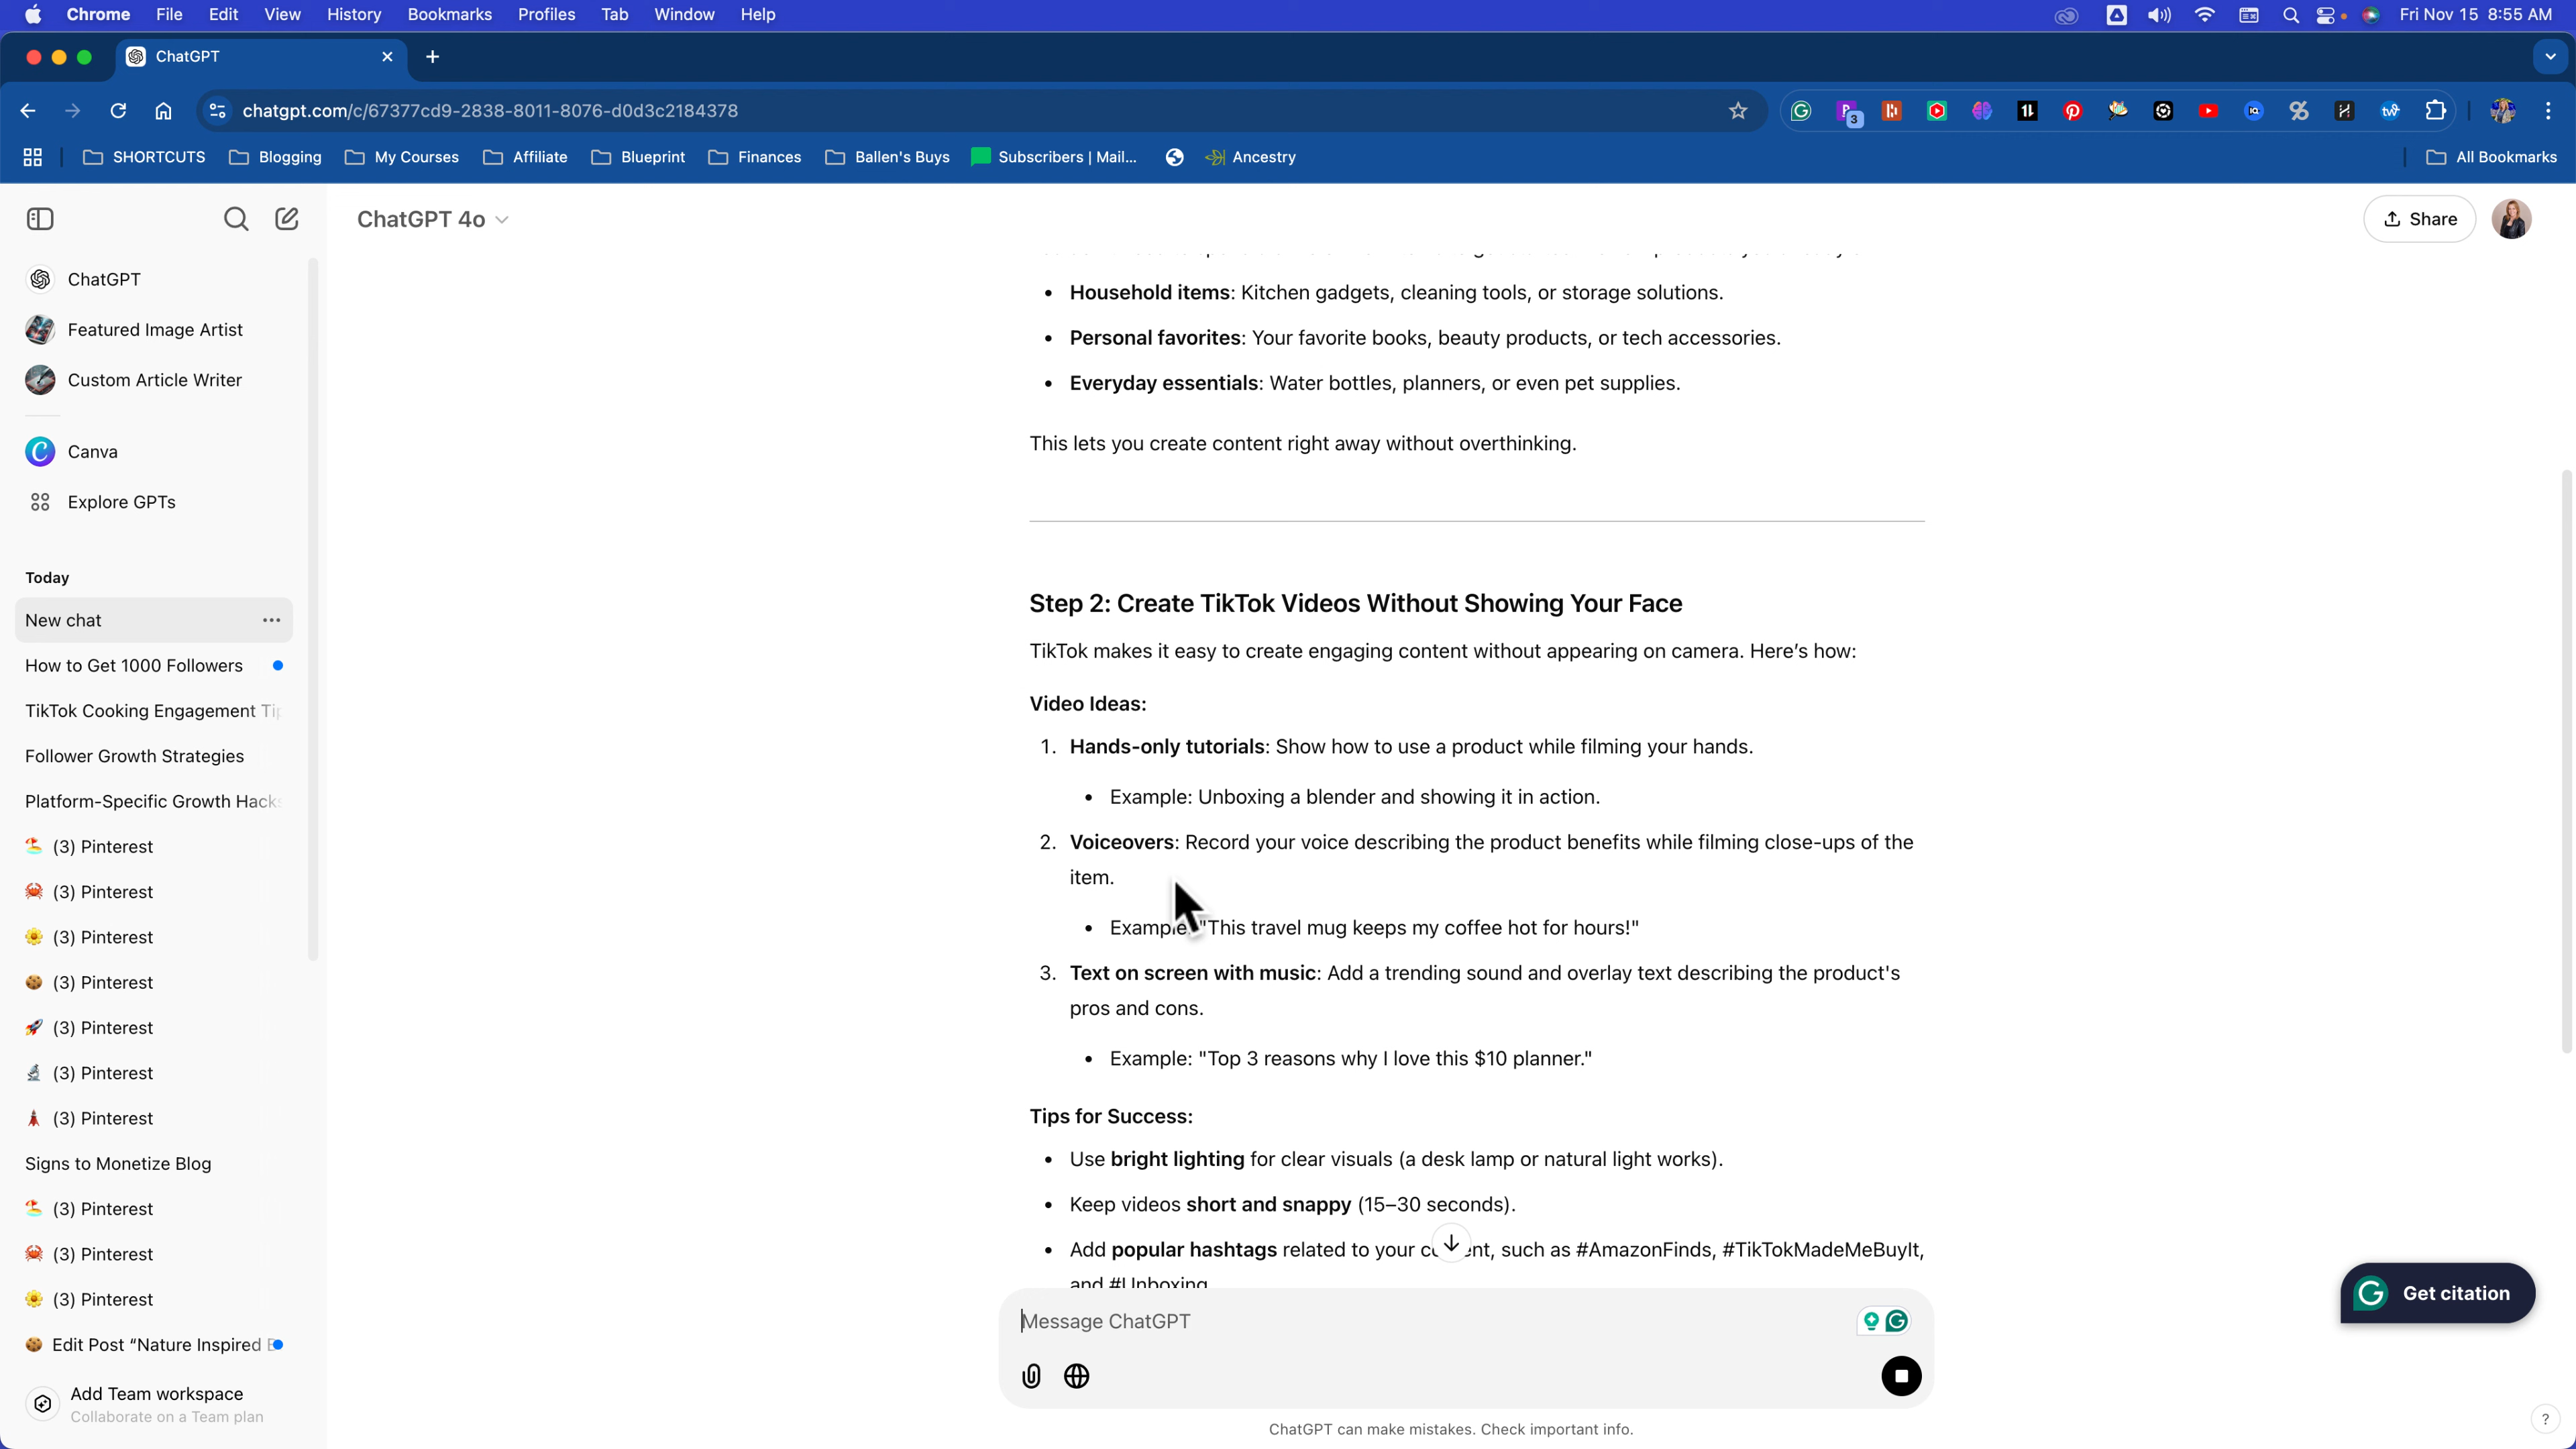 Chrome File Edit View History Bookmarks Profiles Tab Window Help
Fri Nov 15 8:55 AM
ChatGPT
chatgpt.com/c/67377cd9-2838-8011-8076-d0d3c2184378
3
SHORTCUTS Blogging My Courses Affiliate Blueprint Finances Ballen's Buys Subscribers | Mail... Ancestry
All Bookmarks
ChatGPT 4o
Share
ChatGPT
Featured Image Artist
Custom Article Writer
Canva
Explore GPTs
Today
New chat
How to Get 1000 Followers
TikTok Cooking Engagement Ti
Follower Growth Strategies
Platform-Specific Growth Hacks
(3) Pinterest
(3) Pinterest
(3) Pinterest
(3) Pinterest
(3) Pinterest
(3) Pinterest
(3) Pinterest
Signs to Monetize Blog
(3) Pinterest
(3) Pinterest
(3) Pinterest
Edit Post “Nature Inspired
Add Team workspace
Collaborate on a Team plan
• Household items: Kitchen gadgets, cleaning tools, or storage solutions.
• Personal favorites: Your favorite books, beauty products, or tech accessories.
• Everyday essentials: Water bottles, planners, or even pet supplies.
This lets you create content right away without overthinking.
Step 2: Create TikTok Videos Without Showing Your Face
TikTok makes it easy to create engaging content without appearing on camera. Here’s how:
Video Ideas:
1. Hands-only tutorials: Show how to use a product while filming your hands.
• Example: Unboxing a blender and showing it in action.
2. Voiceovers: Record your voice describing the product benefits while filming close-ups of the
item.
• Example: "This travel mug keeps my coffee hot for hours!"
3. Text on screen with music: Add a trending sound and overlay text describing the product's
pros and cons.
• Example: "Top 3 reasons why I love this $10 planner."
Tips for Success:
• Use bright lighting for clear visuals (a desk lamp or natural light works).
• Keep videos short and snappy (15–30 seconds).
• Add popular hashtags related to your content, such as #AmazonFinds, #TikTokMadeMeBuyIt,
and #Unboxing
Message ChatGPT
Get citation
ChatGPT can make mistakes. Check important info.
?